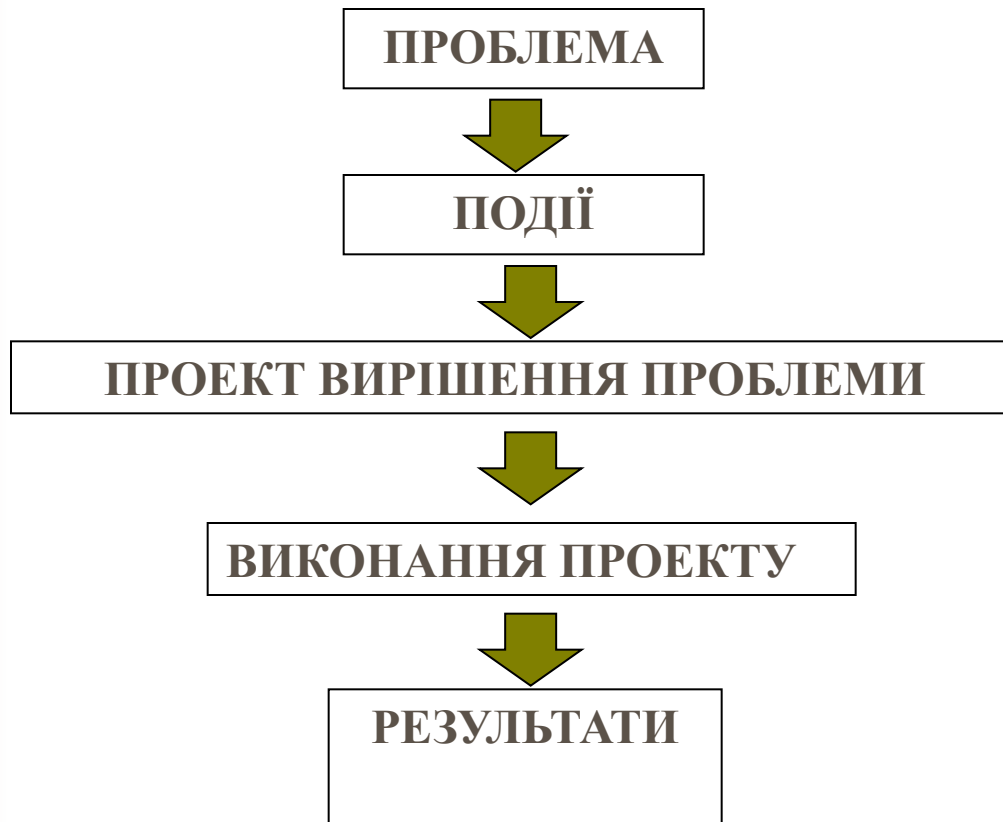 ПРОБЛЕМА
ПОДІЇ
ПРОЕКТ ВИРІШЕННЯ ПРОБЛЕМИ
ВИКОНАННЯ ПРОЕКТУ
РЕЗУЛЬТАТИ